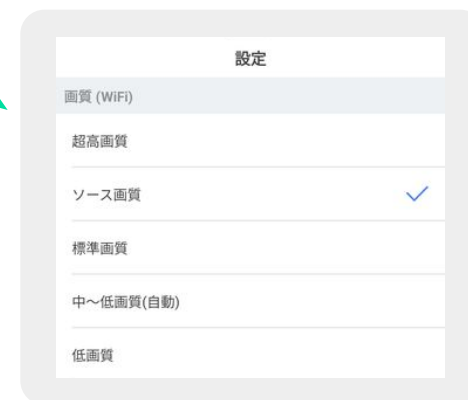 設定
画質 (WiFi)
超高画質
ソース画質
標準画質
中〜低画質(自動)
低画質